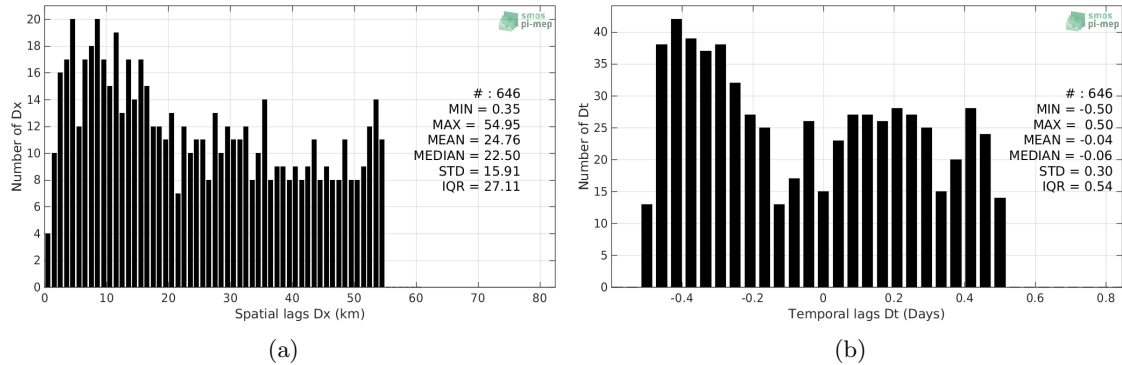 smos
pi-mep
Number of Dx
20
18
16
14
12
10
8
6
4
2
0
# : 646
MIN = 0.35
MAX = 54.95
MEAN = 24.76
MEDIAN = 22.50
STD = 15.91
IQR = 27.11
0 10 20 30 40 50 60 70 80
Spatial lags Dx (km)
(a)
smos
pi-mep
Number of Dt
40
35
30
25
20
15
10
5
0
# : 646
MIN = -0.50
MAX = 0.50
MEAN = -0.04
MEDIAN = -0.06
STD = 0.30
IQR = 0.54
-0.4 -0.2 0 0.2 0.4 0.6 0.8
Temporal lags Dt (Days)
(b)